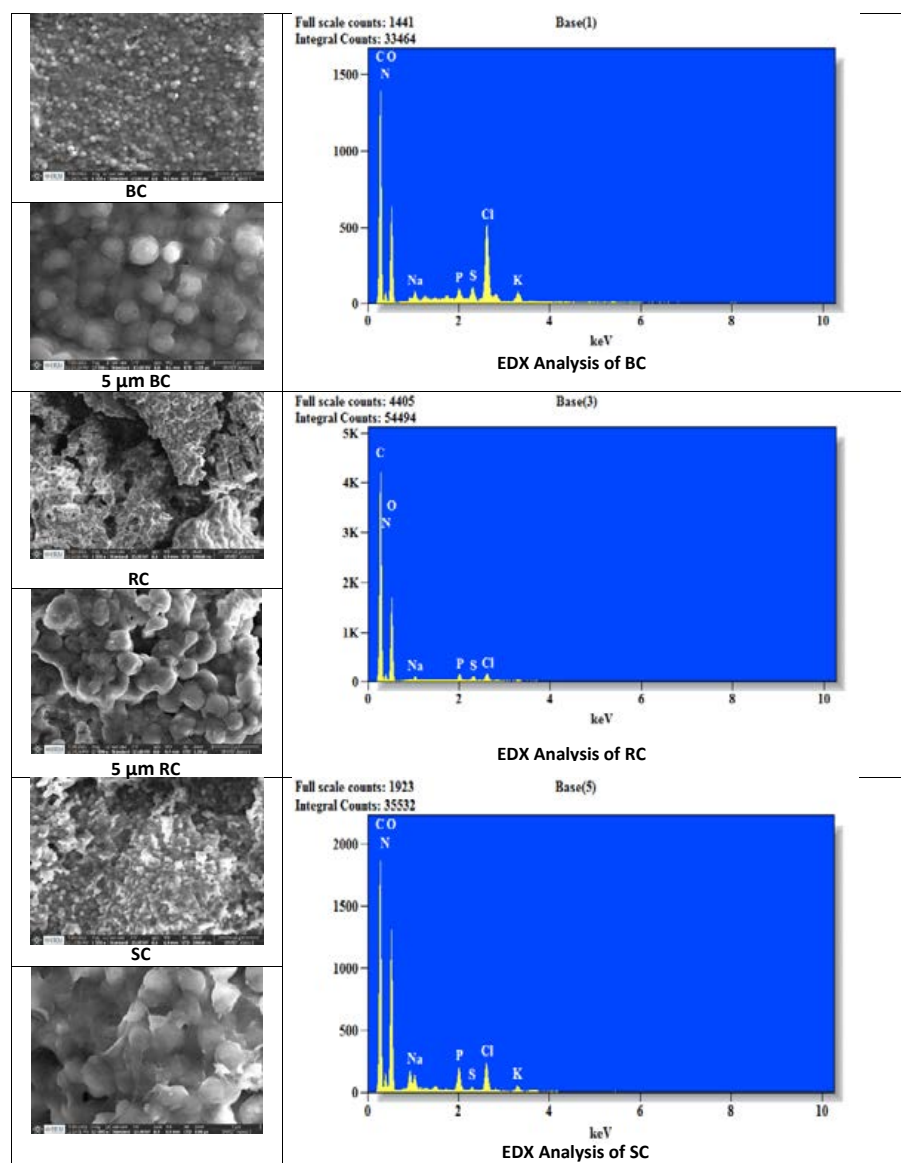 BC
5 µm BC
Full scale counts: 1441 Base(1)
Integral Counts: 33464
C O
N
1500
1000
500
0
Na
P
S
Cl
K
0 2 4 6 8 10
keV
EDX Analysis of BC
RC
5 µm RC
Full scale counts: 4405 Base(3)
Integral Counts: 54494
5K
C
4K
O
N
3K
2K
1K
0
Na
P
S
Cl
0 2 4 6 8 10
keV
EDX Analysis of RC
SC
Full scale counts: 1923 Base(5)
Integral Counts: 35532
C O
N
2000
1500
1000
500
0
Na
P
S
Cl
K
0 2 4 6 8 10
keV
EDX Analysis of SC